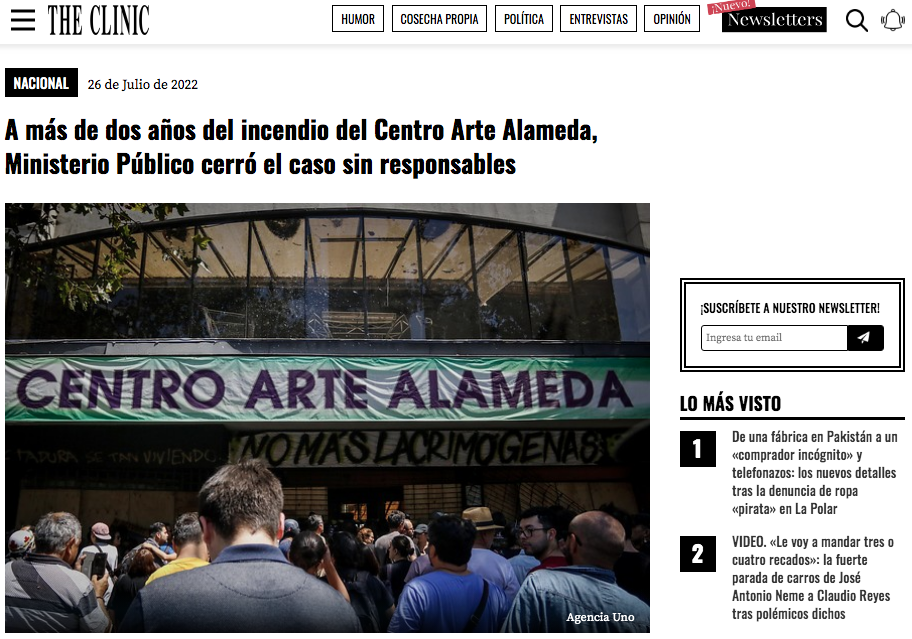 THE CLINIC
HUMOR
COSECHA PROPIA
POLÍTICA
ENTREVISTAS
OPINIÓN
¡Nuevo!
Newsletters
NACIONAL
26 de Julio de 2022
A más de dos años del incendio del Centro Arte Alameda,
Ministerio Público cerró el caso sin responsables
CENTRO ARTE ALAMEDA
TADURA SE TAN VIVIENDO.
NO MÁS LACRIMÓGENAS!
Agencia Uno
¡SUSCRÍBETE A NUESTRO NEWSLETTER!
Ingresa tu email
LO MÁS VISTO
1
De una fábrica en Pakistán a un
«comprador incógnito» y
telefonazos: los nuevos detalles
tras la denuncia de ropa
«pirata» en La Polar
2
VIDEO. «Le voy a mandar tres o
cuatro recados»: la fuerte
parada de carros de José
Antonio Neme a Claudio Reyes
tras polémicos dichos